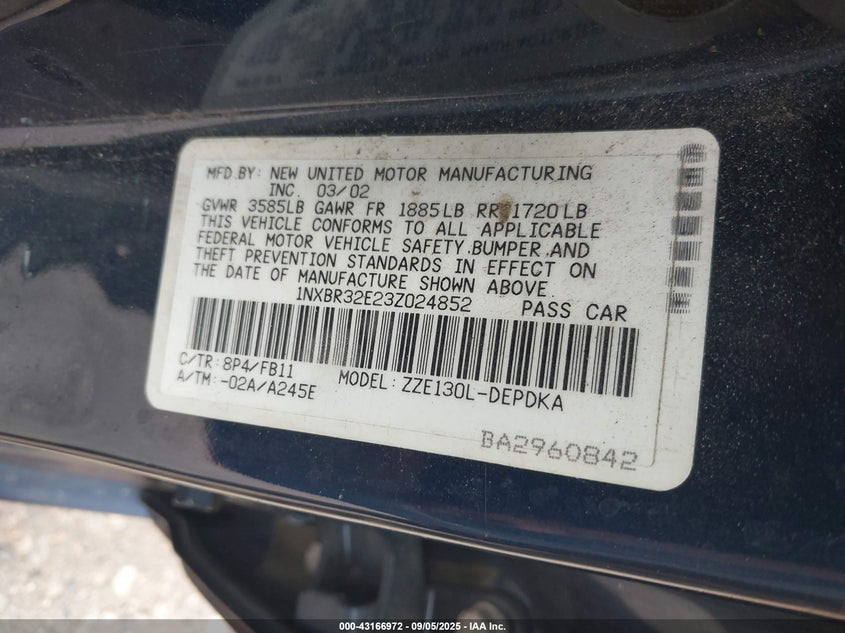 MFD.BY: NEW UNITED MOTOR MANUFACTURING
INC. 03/02
GVWR 3585LB GAWR FR 1885LB RR 1720LB
THIS VEHICLE CONFORMS TO ALL APPLICABLE
FEDERAL MOTOR VEHICLE SAFETY,BUMPER,AND
THEFT PREVENTION STANDARDS IN EFFECT ON
THE DATE OF MANUFACTURE SHOWN ABOVE
1NXBR32E23Z024852 PASS CAR
C/TR: 8P4/FB11
A/TM:-02A/A245E MODEL: ZZE130L-DEPDKA
BA2960842
000-43166972 - 09/05/2025 - IAA Inc.